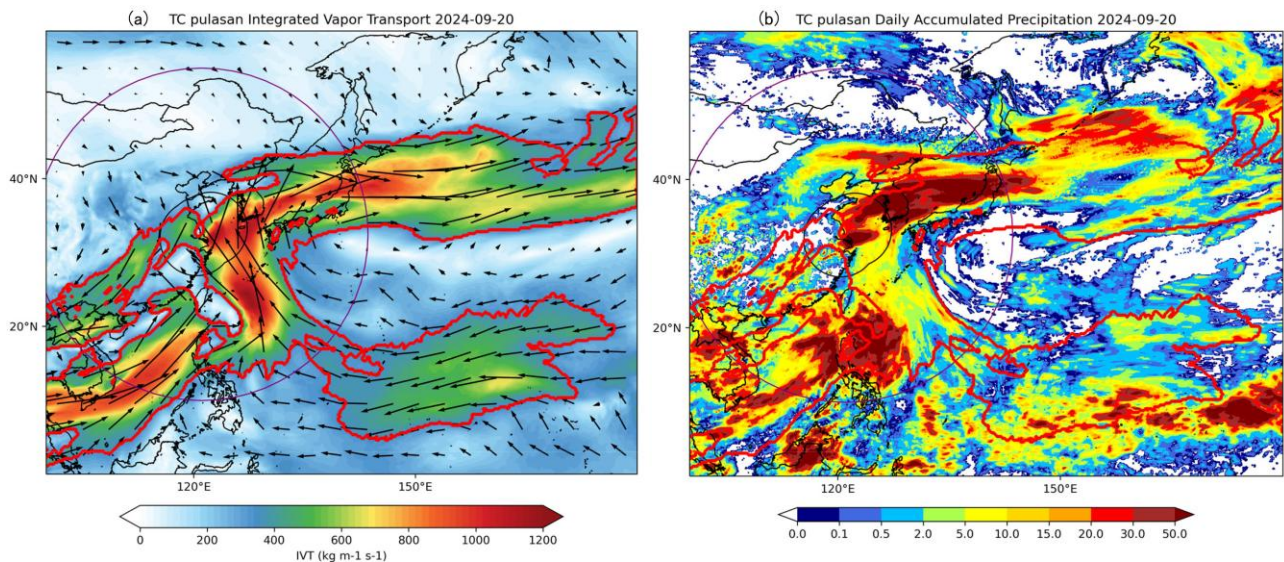 (a) TC pulasan Integrated Vapor Transport 2024-09-20
40°N
20°N
120°E 150°E
0 200 400 600 800 1000 1200
IVT (kg m-1 s-1)
(b) TC pulasan Daily Accumulated Precipitation 2024-09-20
40°N
20°N
120°E 150°E
0.0 0.1 0.5 2.0 5.0 10.0 15.0 20.0 30.0 50.0